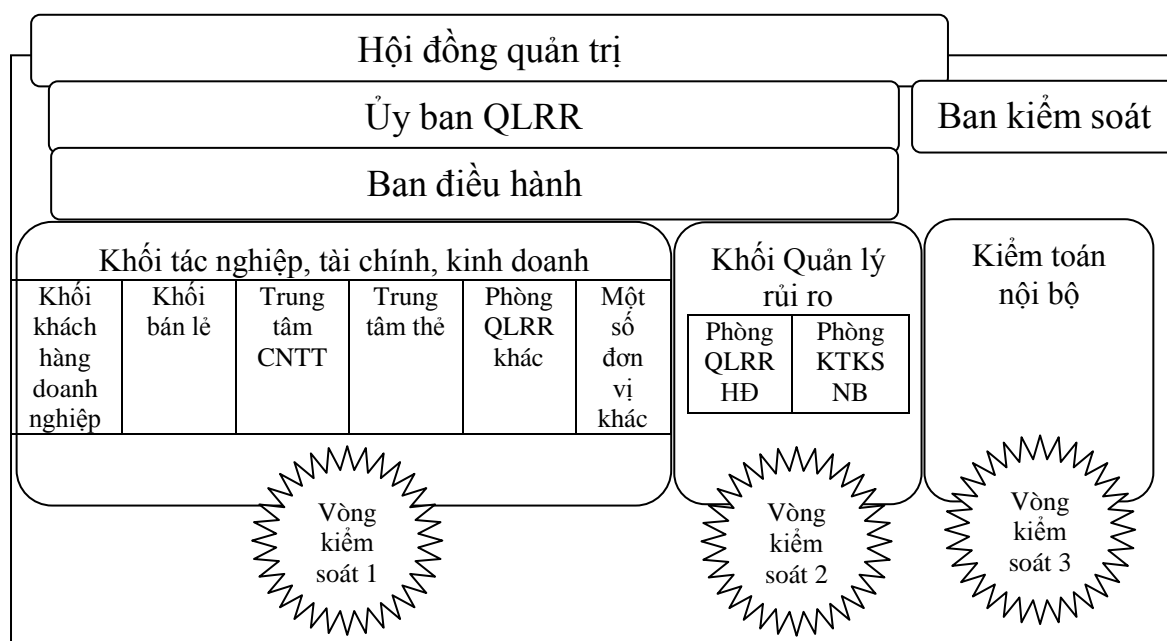 Hội đồng quản trị
Ủy ban QLRR
Ban kiểm soát
Ban điều hành
Khối tác nghiệp, tài chính, kinh doanh
Khối
khách
hàng
doanh
nghiệp
Khối
bán lẻ
Trung
tâm
CNTT
Trung
tâm thẻ
Phòng
QLRR
khác
Một
số
đơn
vị
khác
Khối Quản lý
rủi ro
Phòng
QLRR
HĐ
Phòng
KTKS
NB
Kiểm toán
nội bộ
Vòng
kiểm
soát 1
Vòng
kiểm
soát 2
Vòng
kiểm
soát 3